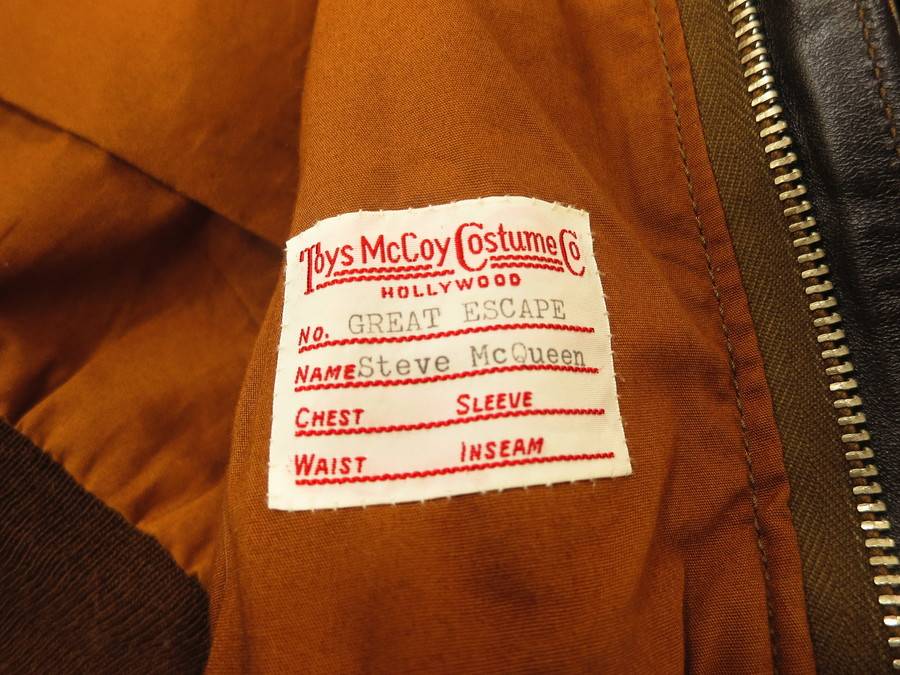 Toys McCoy Costume Co
HOLLYWOOD
No. GREAT ESCAPE
NAME Steve McQueen
CHEST SLEEVE
WAIST INSEAM